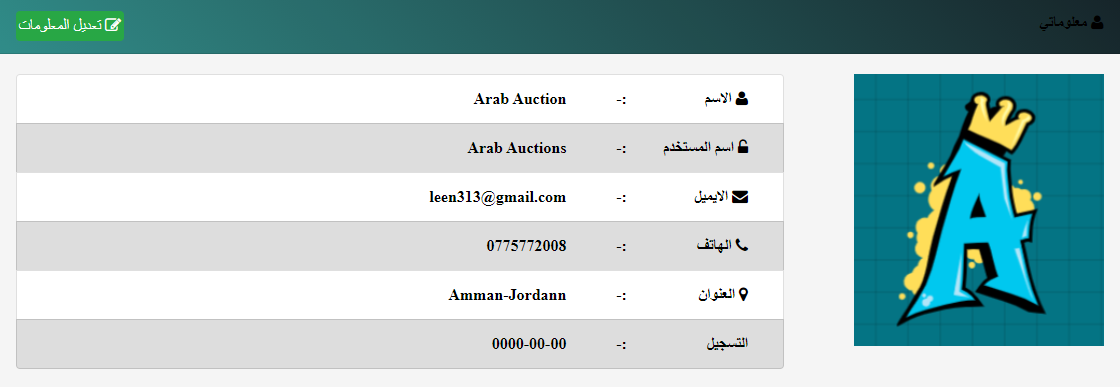 معلوماتي
تعديل المعلومات
الاسم :- Arab Auction
اسم المستخدم :- Arab Auctions
الايميل :- leen313@gmail.com
الهاتف :- 0775772008
العنوان :- Amman-Jordann
التسجيل :- 0000-00-00
A